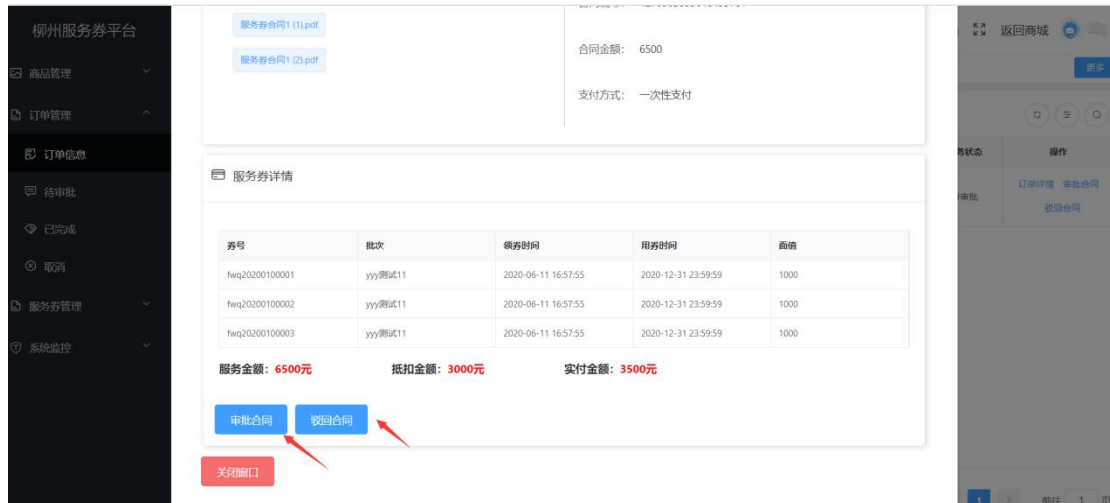 柳州服务券平台
商品管理
订单管理
订单信息
待审批
已完成
取消
服务券管理
系统监控
服务券合同1 (1).pdf
服务券合同1 (2).pdf
合同金额： 6500
支付方式： 一次性支付
服务券详情
券号 批次 领券时间 用券时间 面值
fwq20200100001 yyy测试11 2020-06-11 16:57:55 2020-12-31 23:59:59 1000
fwq20200100002 yyy测试11 2020-06-11 16:57:55 2020-12-31 23:59:59 1000
fwq20200100003 yyy测试11 2020-06-11 16:57:55 2020-12-31 23:59:59 1000
服务金额：6500元 抵扣金额：3000元 实付金额：3500元
审批合同 驳回合同
关闭窗口
返回商城
更多
务状态 操作
审批 订单详情 审批合同
驳回合同
1 前往 1 页